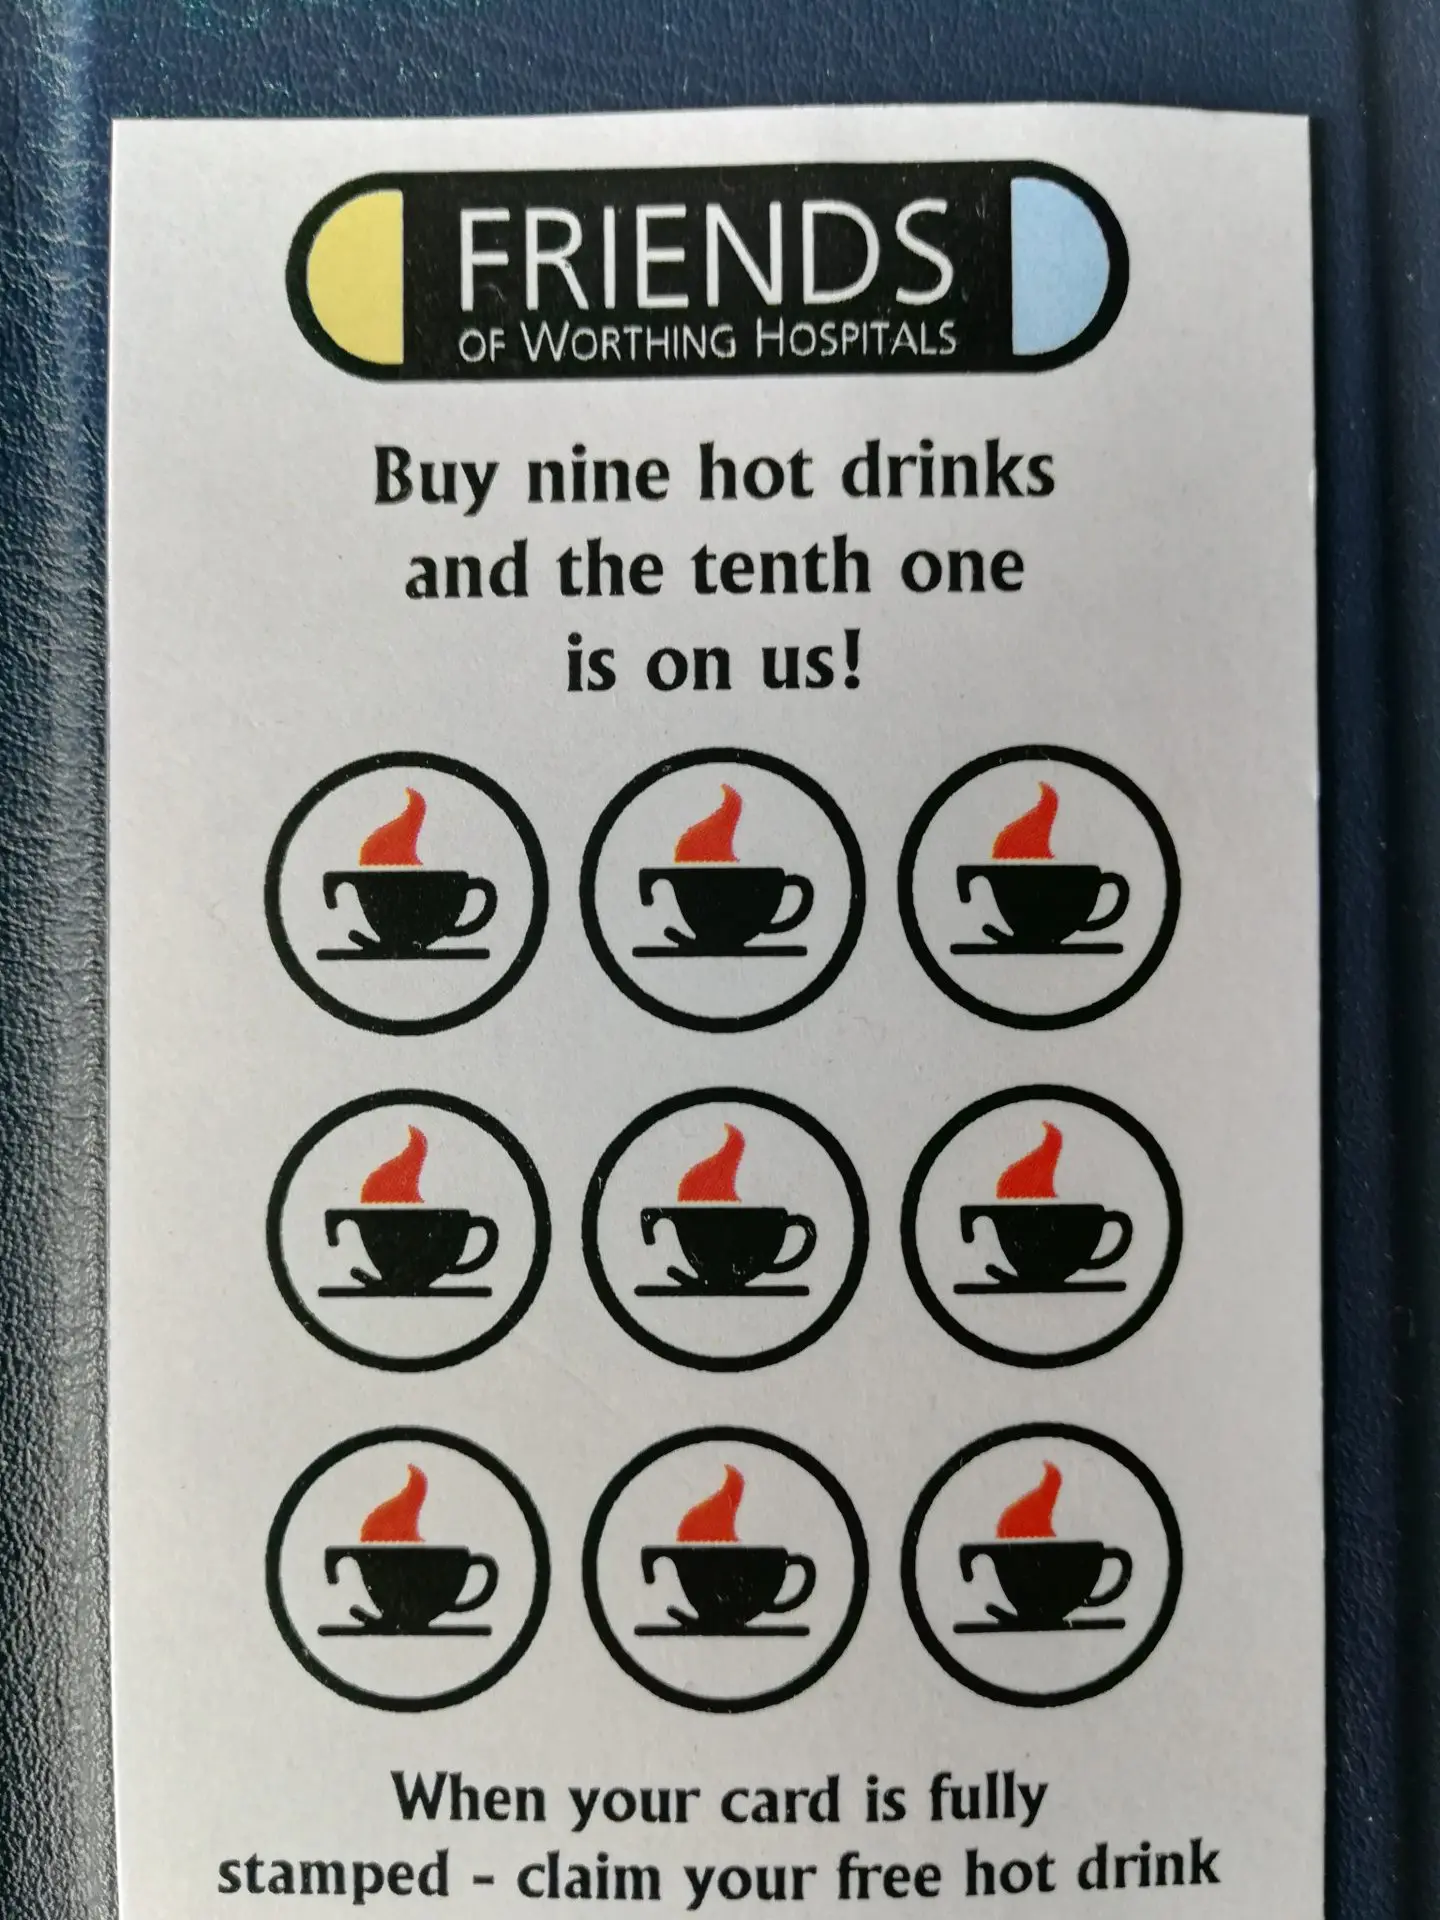 FRIENDS
OF WORTHING HOSPITALS
Buy nine hot drinks
and the tenth one
is on us!
When your card is fully
stamped - claim your free hot drink